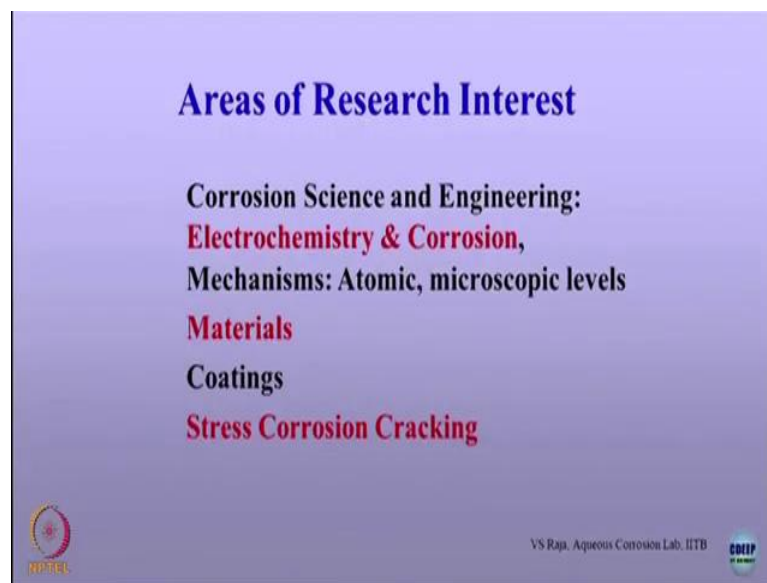 Areas of Research Interest
Corrosion Science and Engineering:
Electrochemistry & Corrosion,
Mechanisms: Atomic, microscopic levels
Materials
Coatings
Stress Corrosion Cracking
VS Raja, Aqueous Corrosion Lab, IITB
NPTEL
CDEEP